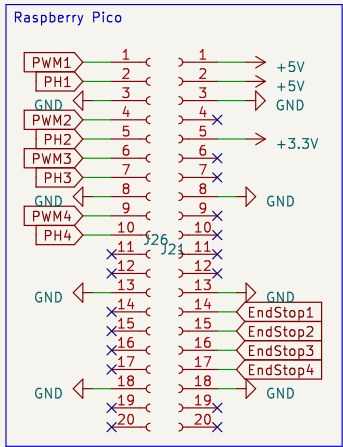 Raspberry Pico
PWM1 1 1 +5V
PH1 2 2 +5V
GND 3 3 GND
PWM2 4 4
PH2 5 5 +3.3V
PWM3 6 6
PH3 7 7
GND 8 8 GND
PWM4 9 9
PH4 10 10
J26
J21
11 11
12 12
GND 13 13 GND
14 14 EndStop1
15 15 EndStop2
16 16 EndStop3
17 17 EndStop4
GND 18 18 GND
19 19
20 20